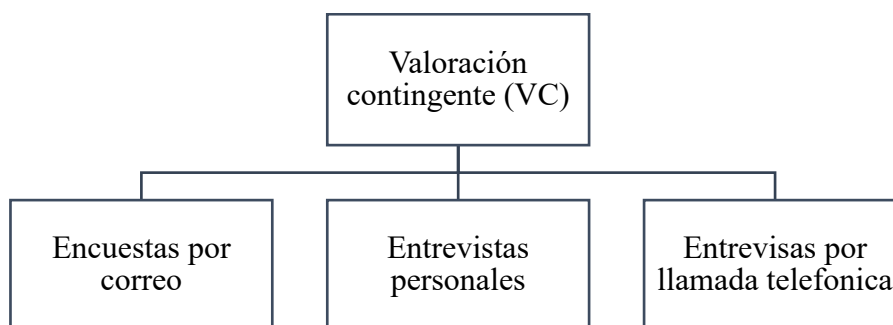 Valoración
contingente (VC)
Encuestas por
correo
Entrevistas
personales
Entrevisas por
llamada telefonica